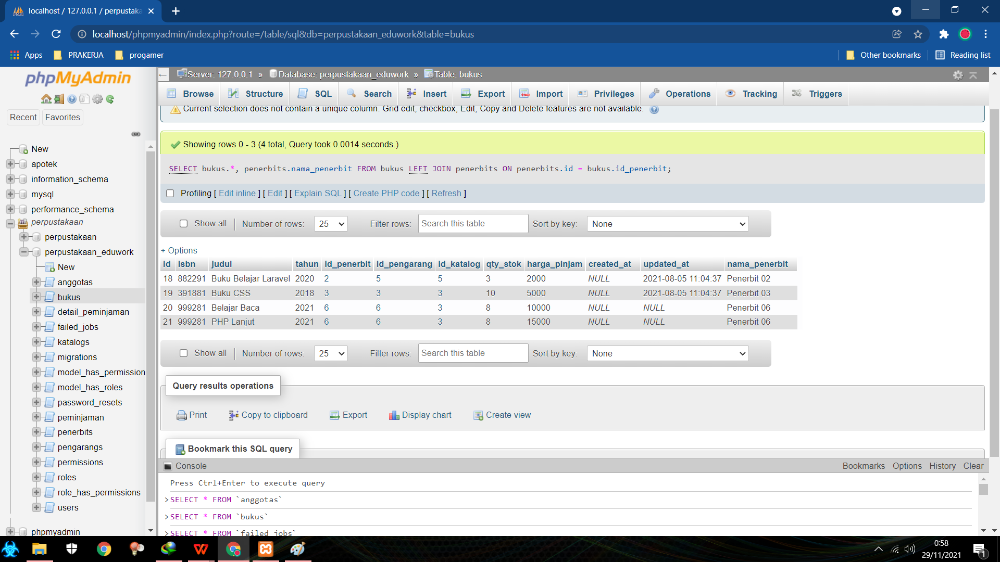 localhost / 127.0.0.1 / perpustaka
localhost/phpmyadmin/index.php?route=/table/sql&db=perpustakaan_eduwork&table=bukus
Apps PRAKERJA progamer Other bookmarks Reading list
phpMyAdmin
Recent Favorites
New
apotek
information_schema
mysql
performance_schema
perpustakaan
perpustakaan
perpustakaan_eduwork
New
anggotas
bukus
detail_peminjaman
failed_jobs
katalogs
migrations
model_has_permission
model_has_roles
password_resets
peminjaman
penerbits
pengarangs
permissions
roles
role_has_permissions
users
phpmyadmin
Server: 127.0.0.1 » Database: perpustakaan_eduwork » Table: bukus
Browse Structure SQL Search Insert Export Import Privileges Operations Tracking Triggers
Current selection does not contain a unique column. Grid edit, checkbox, Edit, Copy and Delete features are not available.
Showing rows 0 - 3 (4 total, Query took 0.0014 seconds.)
SELECT bukus.*, penerbits.nama_penerbit FROM bukus LEFT JOIN penerbits ON penerbits.id = bukus.id_penerbit;
Profiling [ Edit inline ] [ Edit ] [ Explain SQL ] [ Create PHP code ] [ Refresh ]
Show all Number of rows: 25 Filter rows: Search this table Sort by key: None
+ Options
id isbn judul tahun id_penerbit id_pengarang id_katalog qty_stok harga_pinjam created_at updated_at nama_penerbit
18 882291 Buku Belajar Laravel 2020 2 5 5 3 2000 NULL 2021-08-05 11:04:37 Penerbit 02
19 391881 Buku CSS 2018 3 3 3 10 5000 NULL 2021-08-05 11:04:37 Penerbit 03
20 999281 Belajar Baca 2021 6 6 3 8 10000 NULL NULL Penerbit 06
21 999281 PHP Lanjut 2021 6 6 3 8 15000 NULL NULL Penerbit 06
Show all Number of rows: 25 Filter rows: Search this table Sort by key: None
Query results operations
Print Copy to clipboard Export Display chart Create view
Bookmark this SQL query
Console Bookmarks Options History Clear
Press Ctrl+Enter to execute query
>SELECT * FROM `anggotas`
>SELECT * FROM `bukus`
>SELECT * FROM `failed_jobs`
0:58
29/11/2021
1